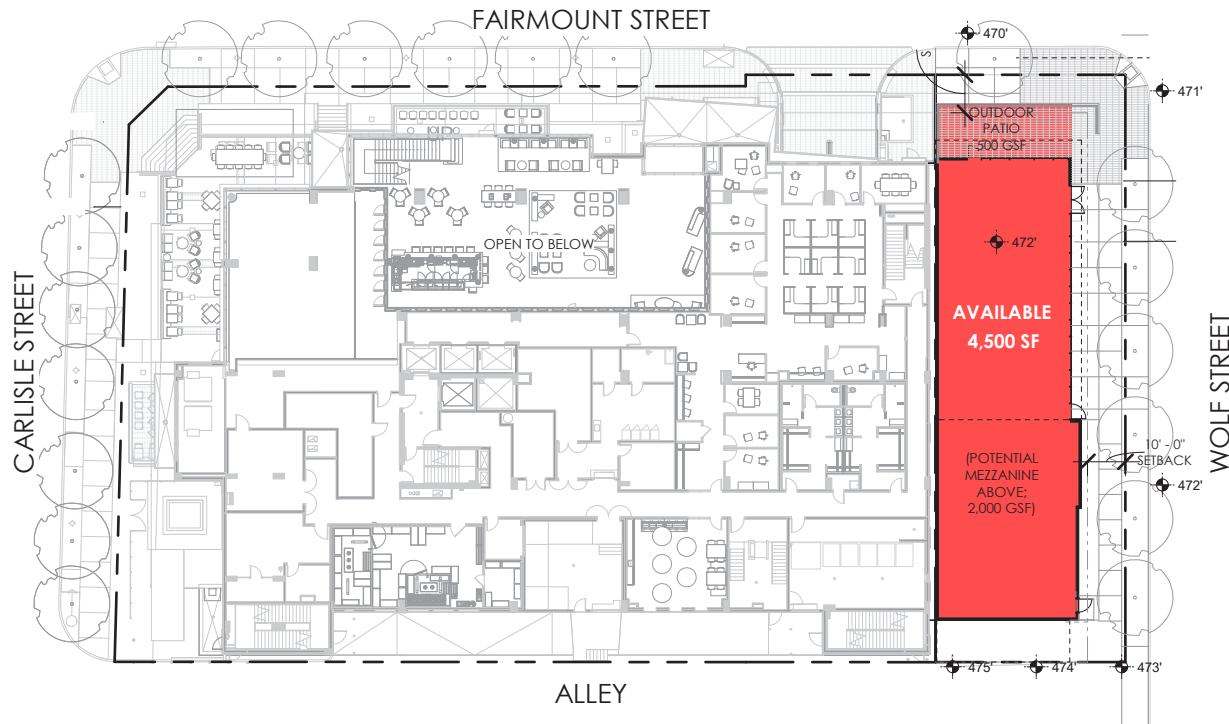 FAIRMOUNT STREET
470'
S
471'
OUTDOOR
PATIO
500 GSF
472'
OPEN TO BELOW
AVAILABLE
4,500 SF
CARLISLE STREET
WOLF STREET
10' - 0"
SETBACK
(POTENTIAL
MEZZANINE
ABOVE;
2,000 GSF)
472'
475'
474'
473'
ALLEY